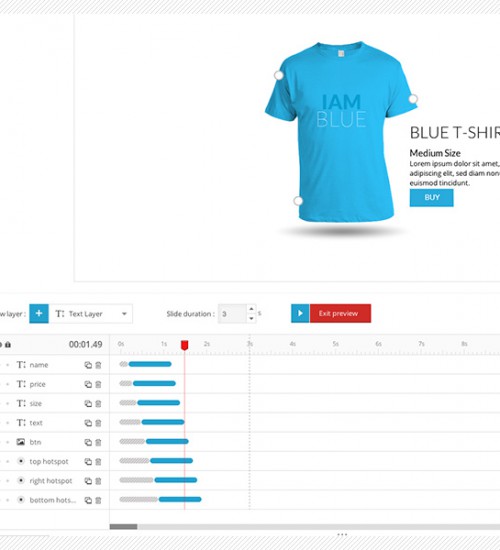 IAM
BLUE
BLUE T-SHIR
Medium Size
Lorem ipsum dolor sit amet,
adipiscing elit, sed diam non
euismod tincidunt.
BUY
w layer : + Text Layer Slide duration : 3 s Exit preview
00:01.49 0s 1s 2s 3s 4s 5s 6s 7s 8s
name
price
size
text
btn
top hotspot
right hotspot
bottom hots...